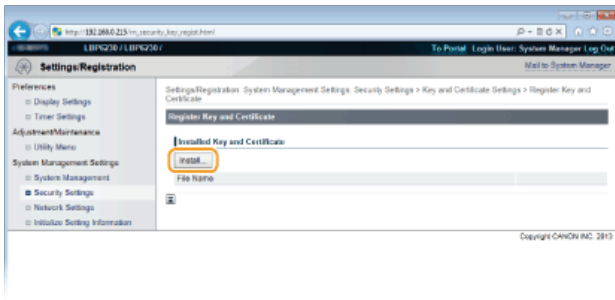 http://192.168.0.215/m_security_key_regist.html
LBP6230 / LBP6230 /
To Portal Login User: System Manager Log Out
Settings/Registration
Mail to System Manager
Preferences
Display Settings
Timer Settings
Adjustment/Maintenance
Utility Menu
System Management Settings
System Management
Security Settings
Network Settings
Initialize Setting Information
Settings/Registration: System Management Settings: Security Settings > Key and Certificate Settings > Register Key and
Certificate
Register Key and Certificate
Installed Key and Certificate
Install...
File Name
Copyright CANON INC. 2013